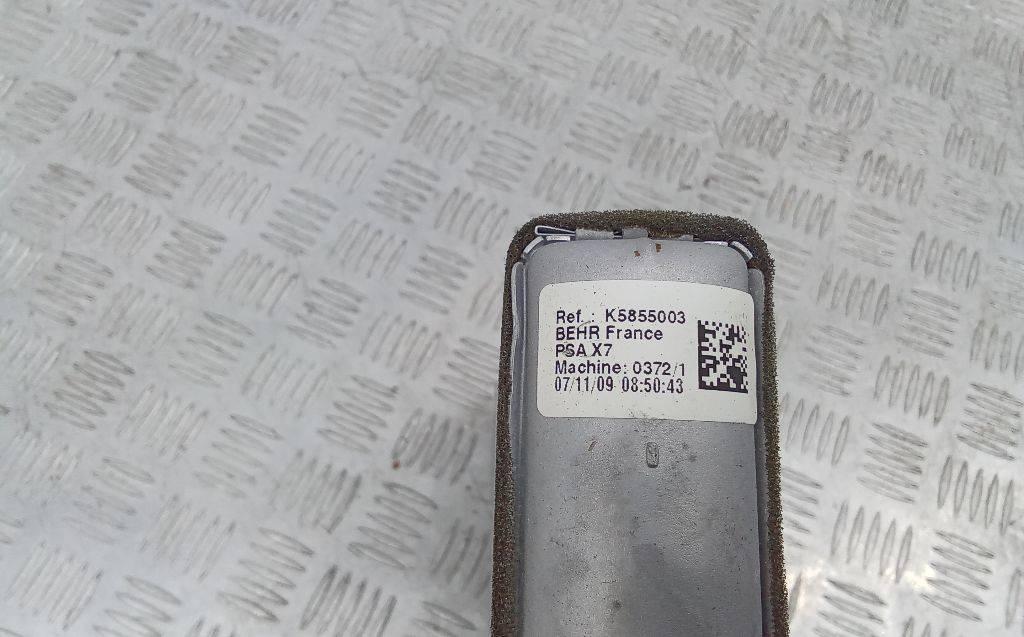 Ref. : K5855003
BEHR France
PSA X7
Machine: 0372/1
07/11/09 08:50:43